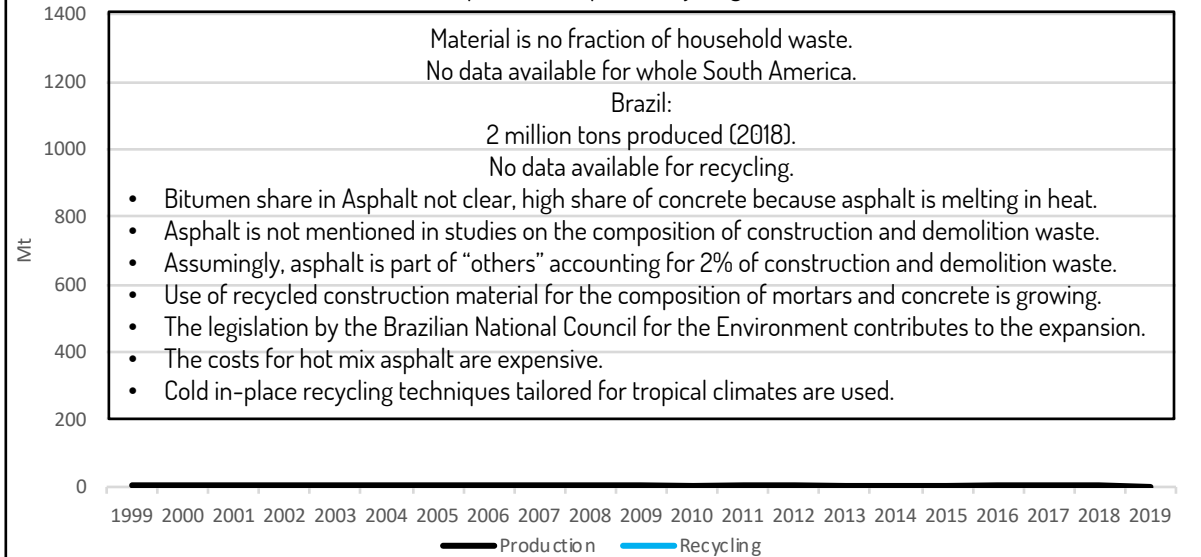 1400
1200
1000
800
600
400
200
0
Mt
Material is no fraction of household waste.
No data available for whole South America.
Brazil:
2 million tons produced (2018).
No data available for recycling.
• Bitumen share in Asphalt not clear, high share of concrete because asphalt is melting in heat.
• Asphalt is not mentioned in studies on the composition of construction and demolition waste.
• Assumingly, asphalt is part of “others” accounting for 2% of construction and demolition waste.
• Use of recycled construction material for the composition of mortars and concrete is growing.
• The legislation by the Brazilian National Council for the Environment contributes to the expansion.
• The costs for hot mix asphalt are expensive.
• Cold in-place recycling techniques tailored for tropical climates are used.
1999 2000 2001 2002 2003 2004 2005 2006 2007 2008 2009 2010 2011 2012 2013 2014 2015 2016 2017 2018 2019
Production Recycling